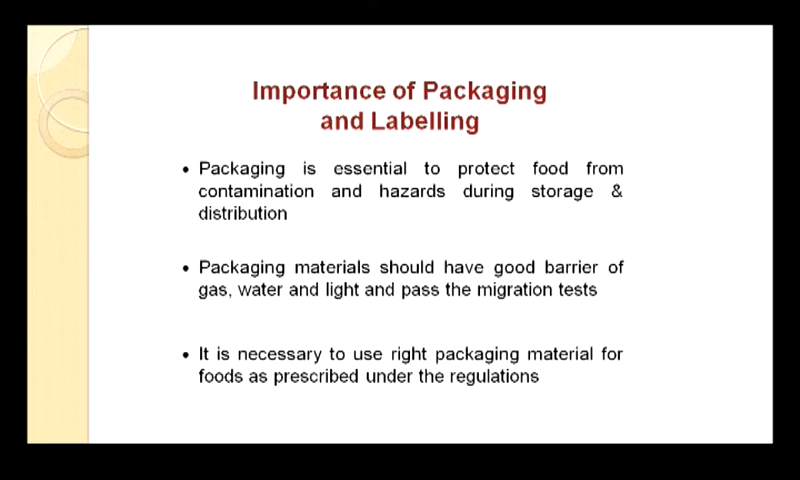 Importance of Packaging
and Labelling
• Packaging is essential to protect food from
contamination and hazards during storage &
distribution
• Packaging materials should have good barrier of
gas, water and light and pass the migration tests
• It is necessary to use right packaging material for
foods as prescribed under the regulations